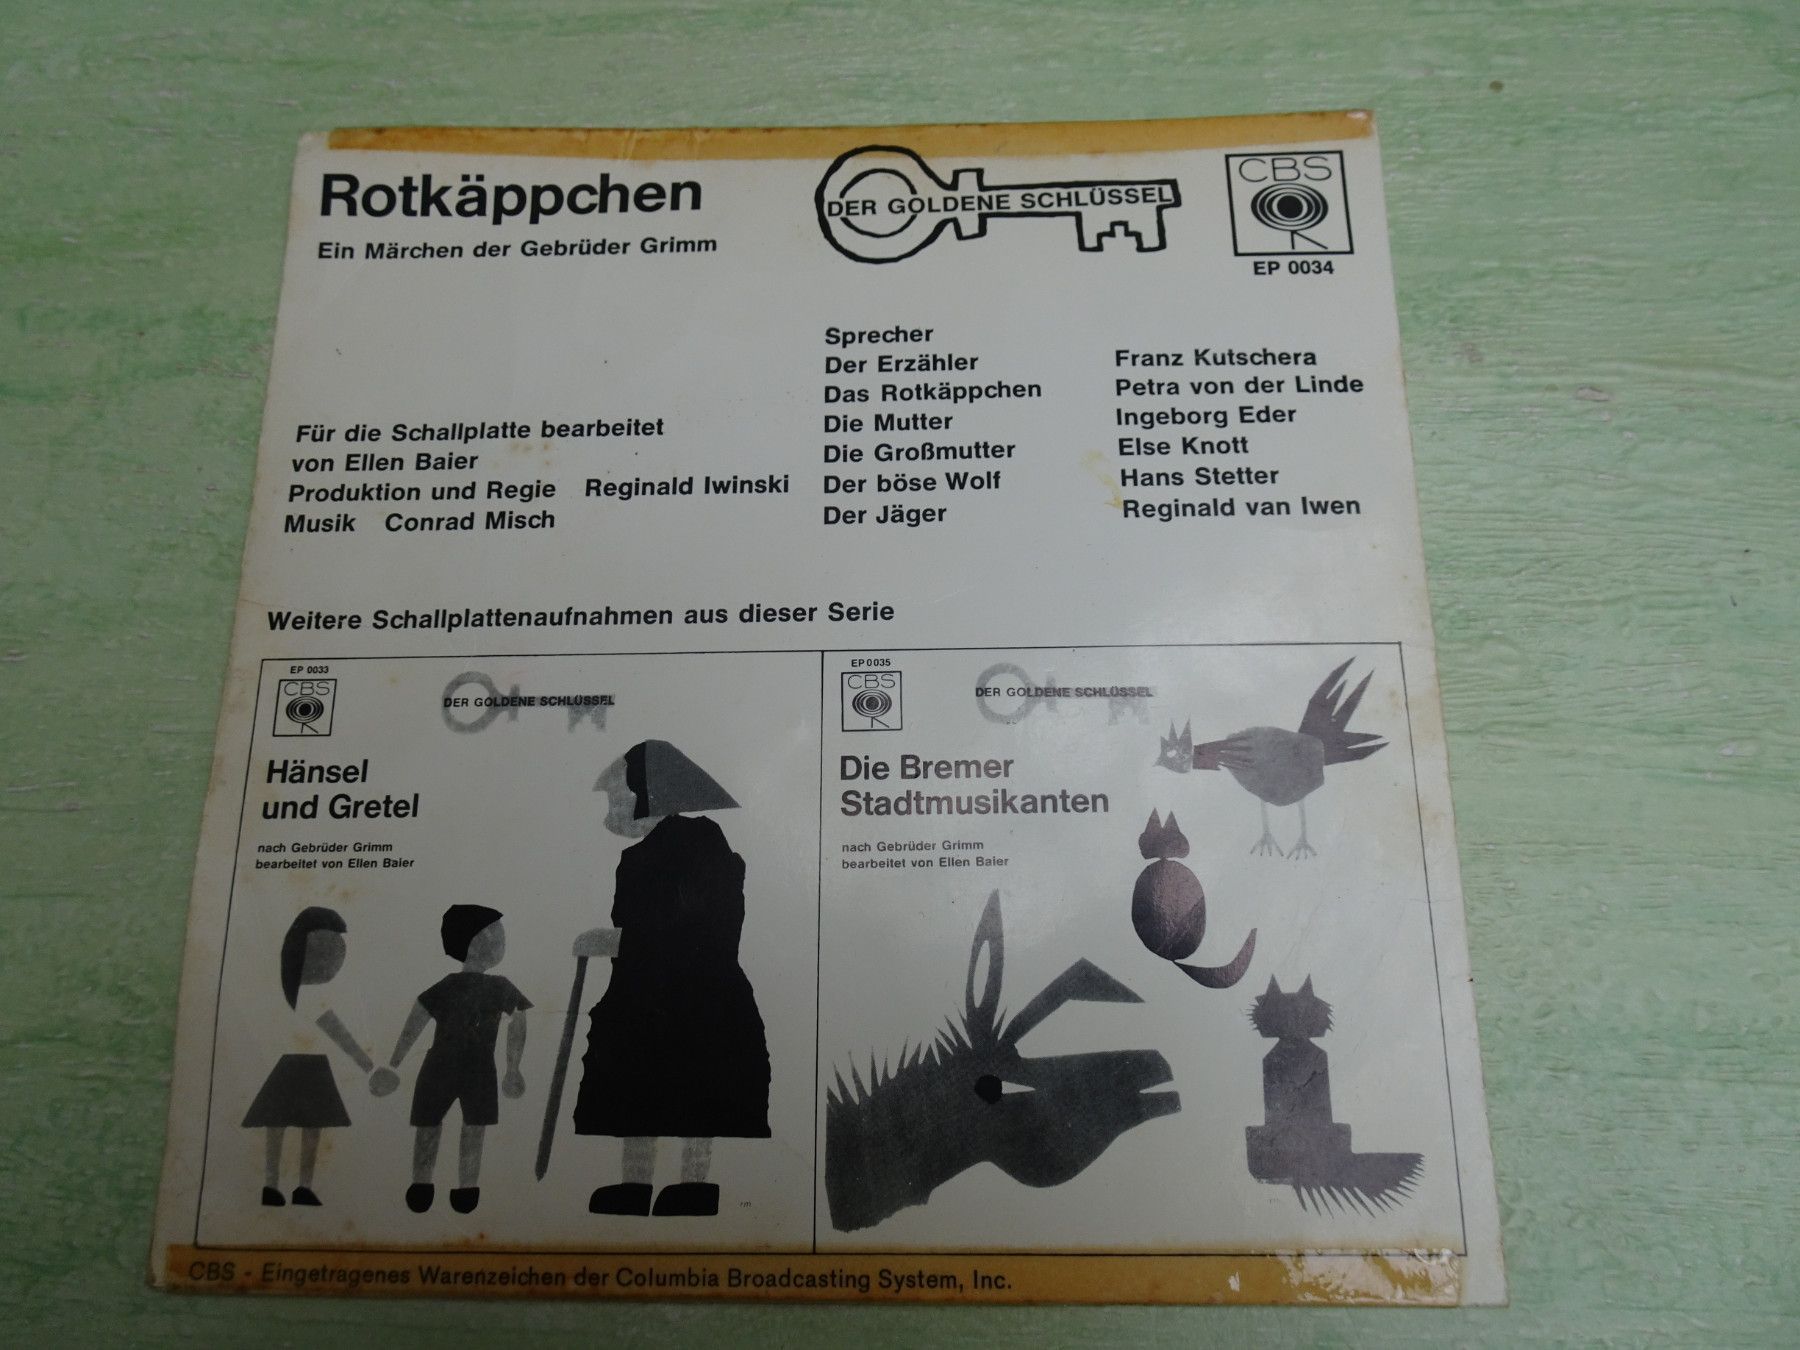 Rotkäppchen
Ein Märchen der Gebrüder Grimm
DER GOLDENE SCHLÜSSEL
CBS
EP 0034
Für die Schallplatte bearbeitet
von Ellen Baier
Produktion und Regie Reginald Iwinski
Musik Conrad Misch
Sprecher
Der Erzähler Franz Kutschera
Das Rotkäppchen Petra von der Linde
Die Mutter Ingeborg Eder
Die Großmutter Else Knott
Der böse Wolf Hans Stetter
Der Jäger Reginald van Iwen
Weitere Schallplattenaufnahmen aus dieser Serie
EP 0033
CBS
DER GOLDENE SCHLÜSSEL
Hänsel
und Gretel
nach Gebrüder Grimm
bearbeitet von Ellen Baier
rm
EP 0035
CBS
DER GOLDENE SCHLÜSSEL
Die Bremer
Stadtmusikanten
nach Gebrüder Grimm
bearbeitet von Ellen Baier
rm
CBS - Eingetragenes Warenzeichen der Columbia Broadcasting System, Inc.